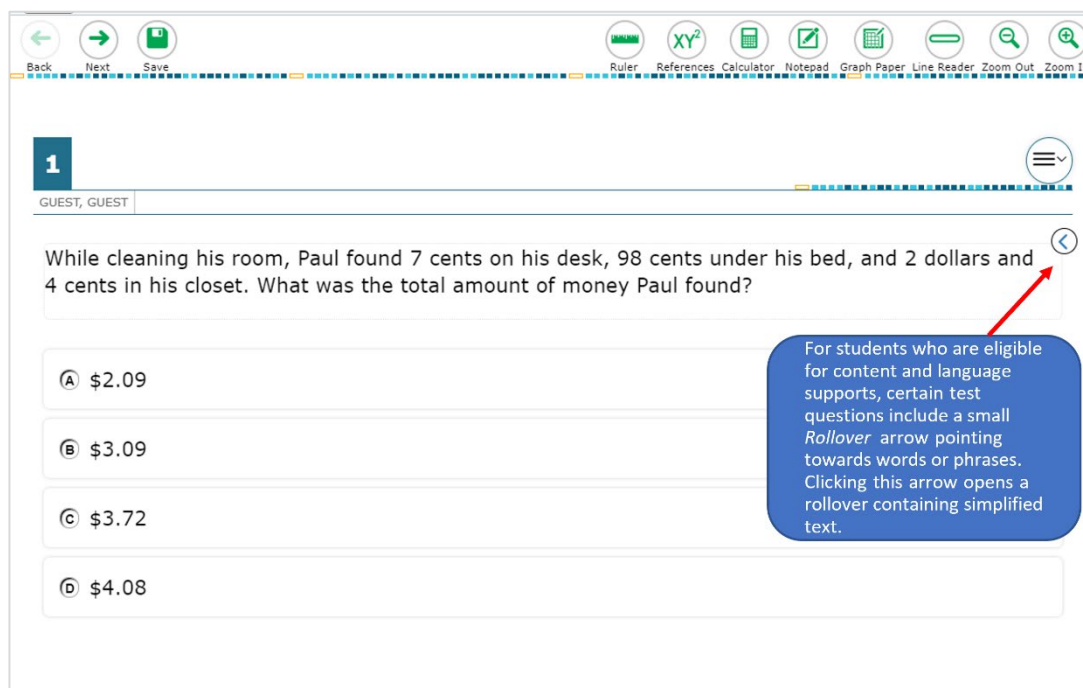 Back Next Save Ruler References Calculator Notepad Graph Paper Line Reader Zoom Out Zoom I
XY²
1
GUEST, GUEST
While cleaning his room, Paul found 7 cents on his desk, 98 cents under his bed, and 2 dollars and
4 cents in his closet. What was the total amount of money Paul found?
For students who are eligible
for content and language
supports, certain test
questions include a small
Rollover arrow pointing
towards words or phrases.
Clicking this arrow opens a
rollover containing simplified
text.
A $2.09
B $3.09
C $3.72
D $4.08